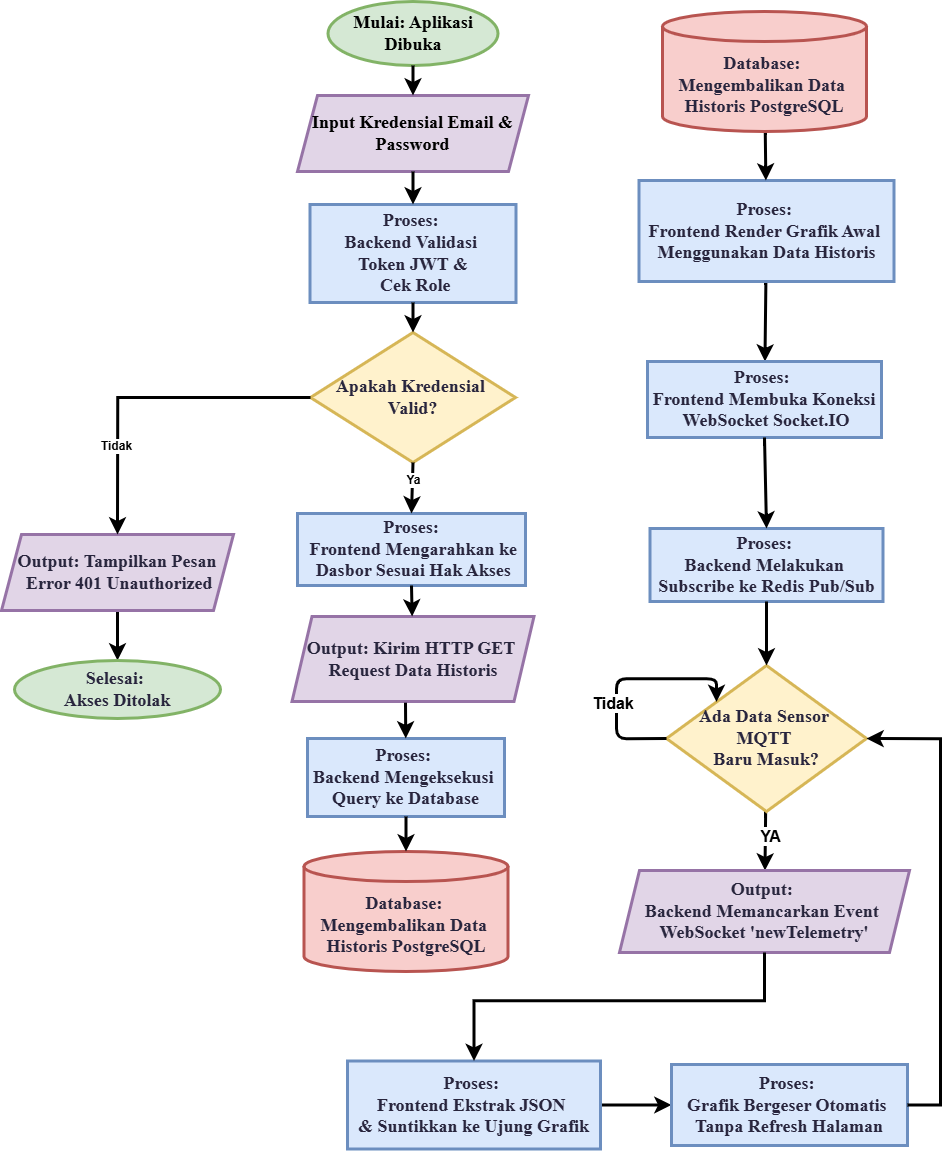 Mulai: Aplikasi
Dibuka
Input Kredensial Email &
Password
Proses:
Backend Validasi
Token JWT &
Cek Role
Apakah Kredensial
Valid?
Tidak
Output: Tampilkan Pesan
Error 401 Unauthorized
Selesai:
Akses Ditolak
Ya
Proses:
Frontend Mengarahkan ke
Dasbor Sesuai Hak Akses
Output: Kirim HTTP GET
Request Data Historis
Proses:
Backend Mengeksekusi
Query ke Database
Database:
Mengembalikan Data
Historis PostgreSQL
Database:
Mengembalikan Data
Historis PostgreSQL
Proses:
Frontend Render Grafik Awal
Menggunakan Data Historis
Proses:
Frontend Membuka Koneksi
WebSocket Socket.IO
Proses:
Backend Melakukan
Subscribe ke Redis Pub/Sub
Tidak
Ada Data Sensor
MQTT
Baru Masuk?
YA
Output:
Backend Memancarkan Event
WebSocket 'newTelemetry'
Proses:
Frontend Ekstrak JSON
& Suntikkan ke Ujung Grafik
Proses:
Grafik Bergeser Otomatis
Tanpa Refresh Halaman